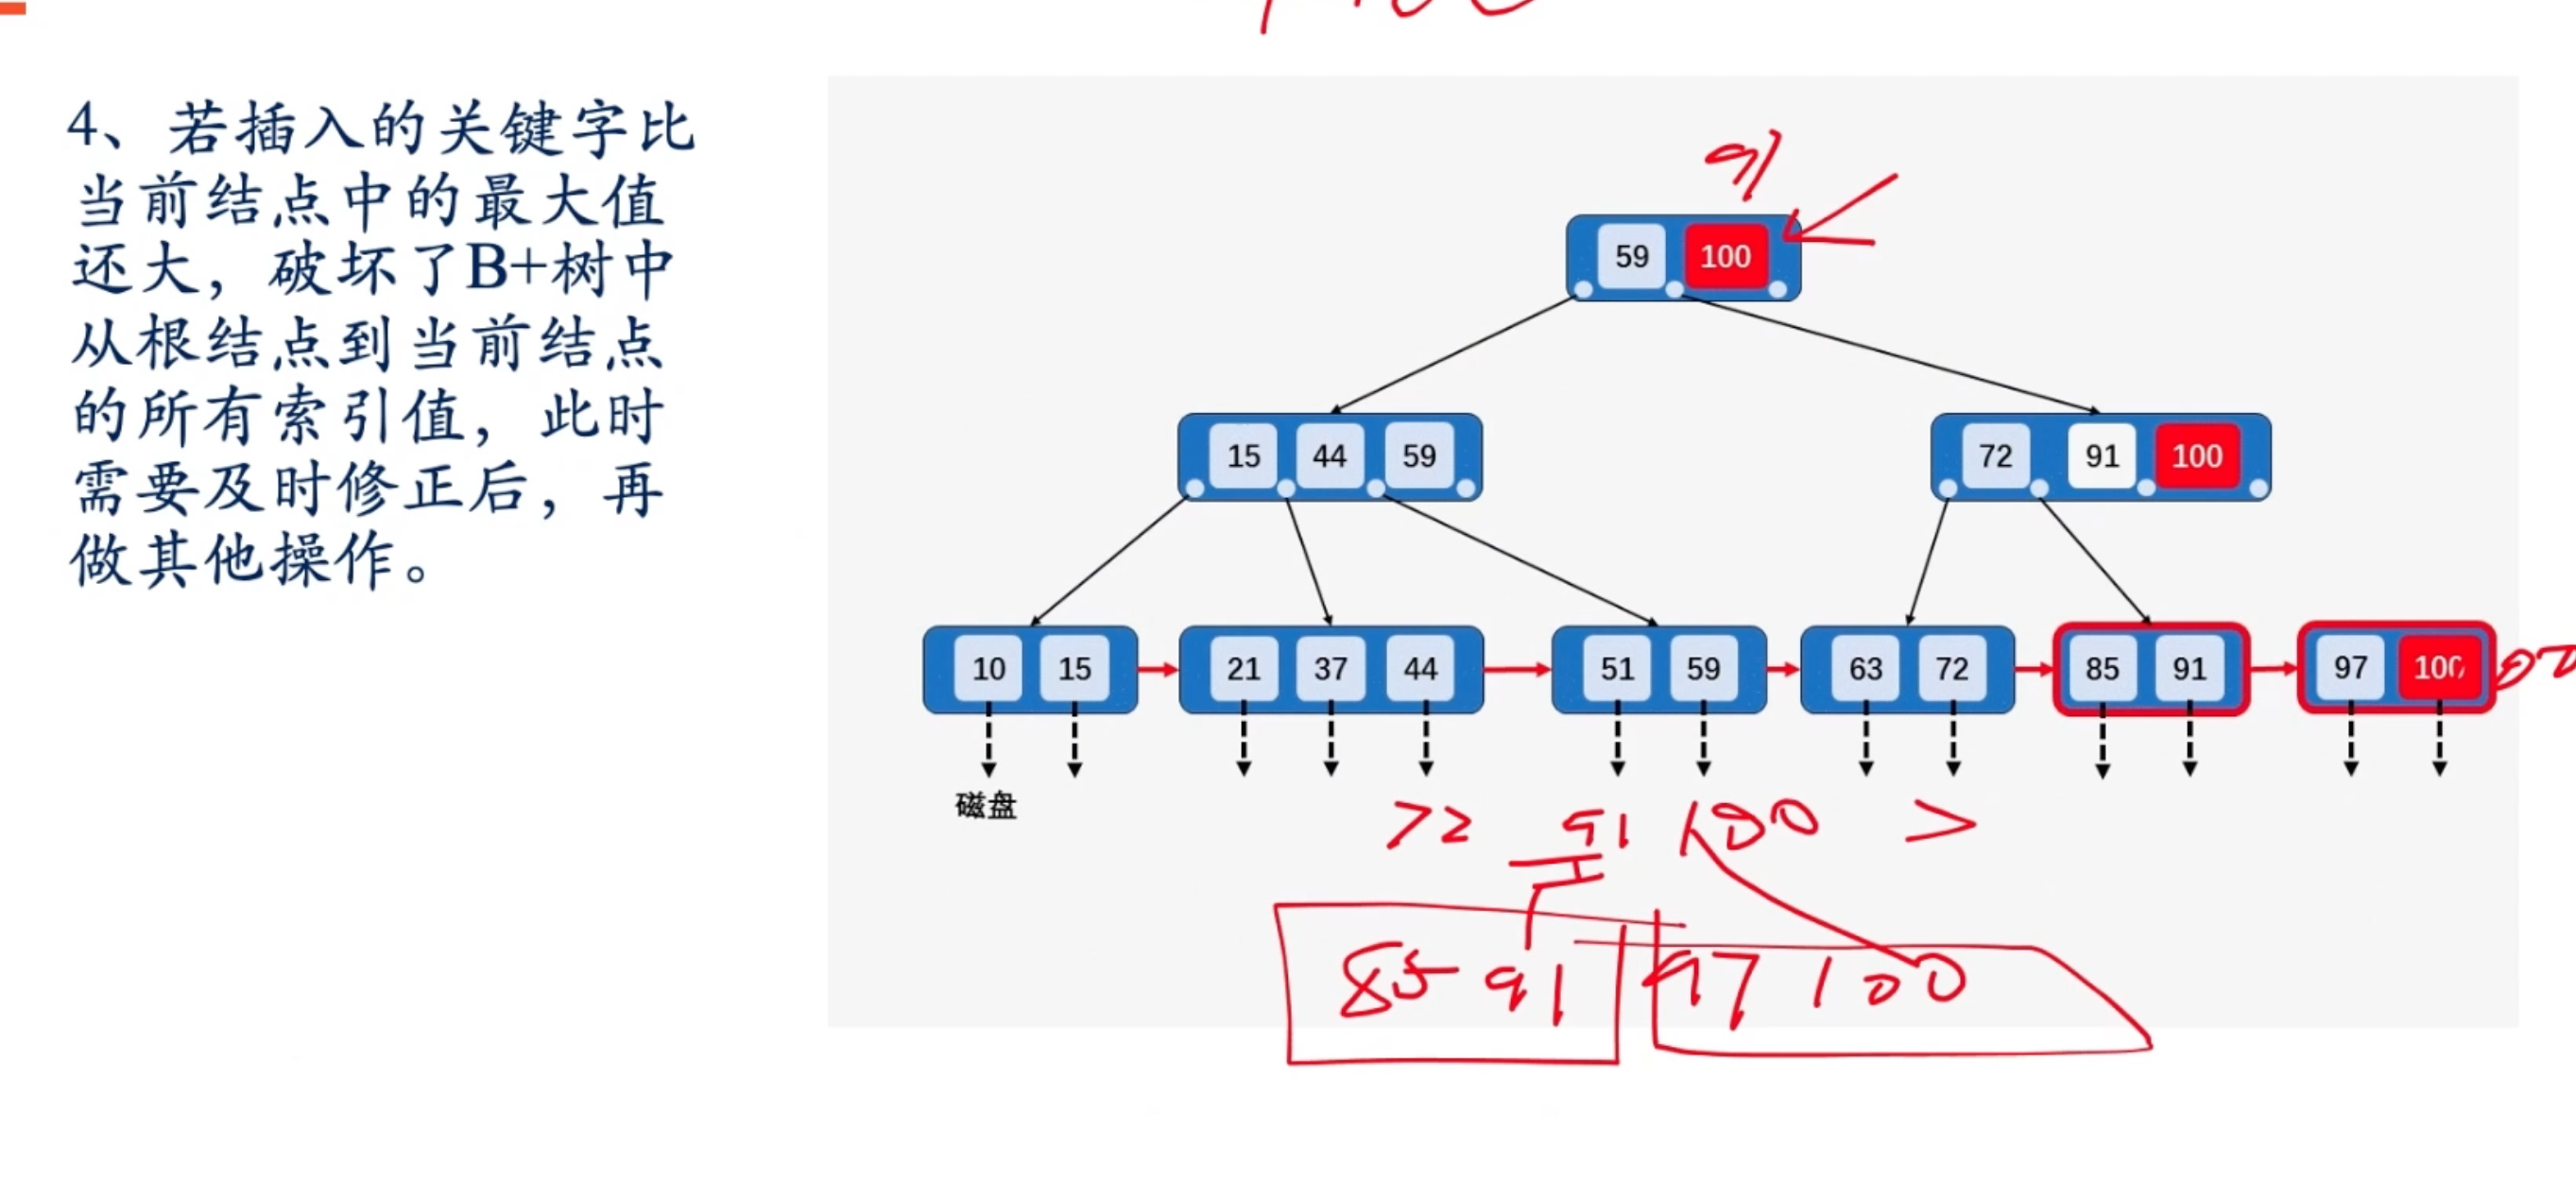 4、若插入的关键字比
当前结点中的最大值
还大，破坏了B+树中
从根结点到当前结点
的所有索引值，此时
需要及时修正后，再
做其他操作。
91
59 100
15 44 59
72 91 100
10 15
21 37 44
51 59
63 72
85 91
97 100
磁盘
72 91 100 >
85 91 97 100